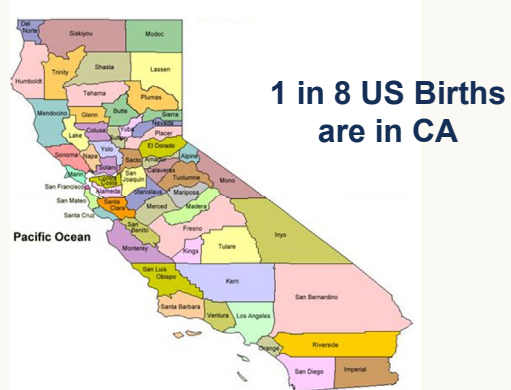 Del
Norte
Siskiyou
Modoc
Humboldt
Trinity
Shasta
Lassen
Tehama
Plumas
Mendocino
Glenn
Butte
Sierra
Nevada
Lake
Colusa
Yuba
Placer
Sutter
El Dorado
Sonoma
Napa
Yolo
Sacto
Amador
Alpine
Solano
Calaveras
Marin
Contra
Costa
San
Joaquin
Tuolumne
Mono
San Francisco
Alameda
Stanislaus
Mariposa
San Mateo
Santa
Clara
Merced
Madera
Santa Cruz
San
Benito
Fresno
Inyo
Pacific Ocean
Monterey
Kings
Tulare
San Luis
Obispo
Kern
San Bernardino
Santa Barbara
Ventura
Los Angeles
Orange
Riverside
San Diego
Imperial
1 in 8 US Births
are in CA